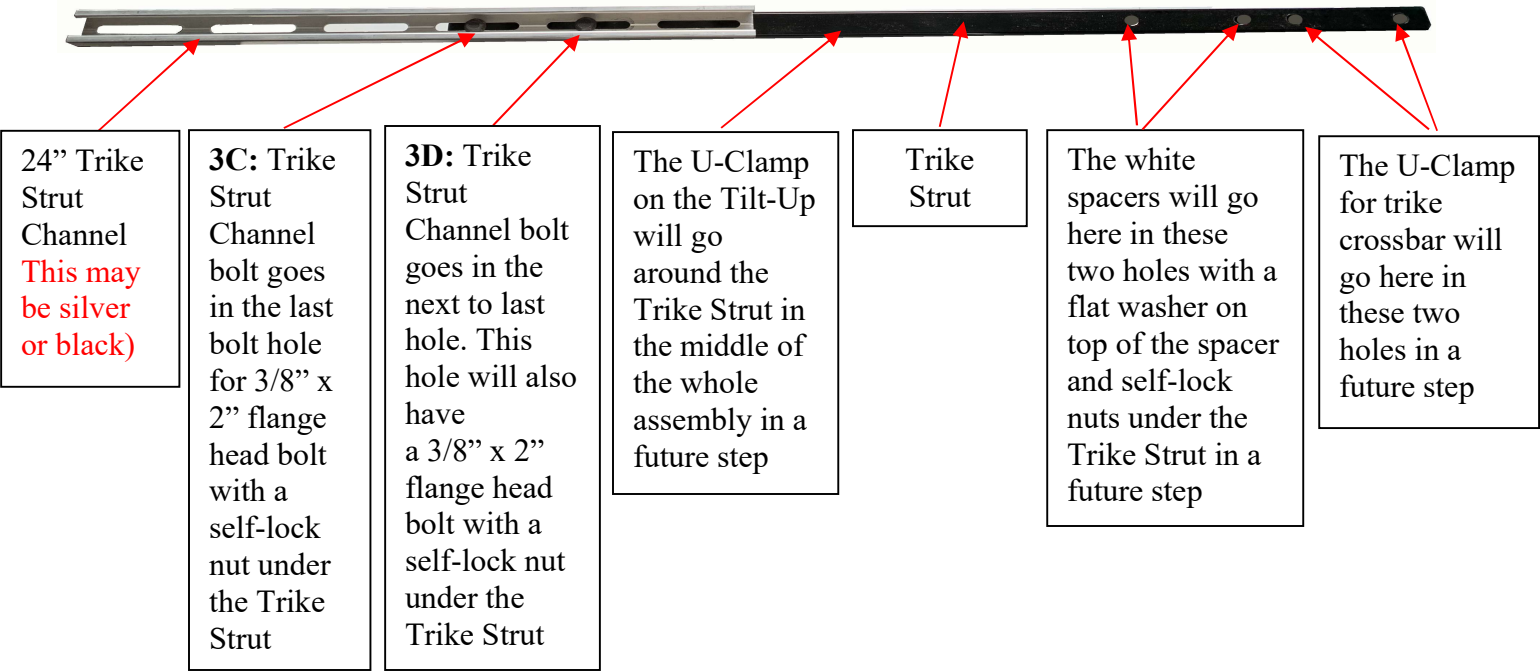 24” Trike
Strut
Channel
This may
be silver
or black)
3C: Trike
Strut
Channel
bolt goes
in the last
bolt hole
for 3/8” x
2” flange
head bolt
with a
self-lock
nut under
the Trike
Strut
3D: Trike
Strut
Channel bolt
goes in the
next to last
hole. This
hole will also
have
a 3/8” x 2”
flange head
bolt with a
self-lock nut
under the
Trike Strut
The U-Clamp
on the Tilt-Up
will go
around the
Trike Strut in
the middle of
the whole
assembly in a
future step
Trike
Strut
The white
spacers will go
here in these
two holes with a
flat washer on
top of the spacer
and self-lock
nuts under the
Trike Strut in a
future step
The U-Clamp
for trike
crossbar will
go here in
these two
holes in a
future step